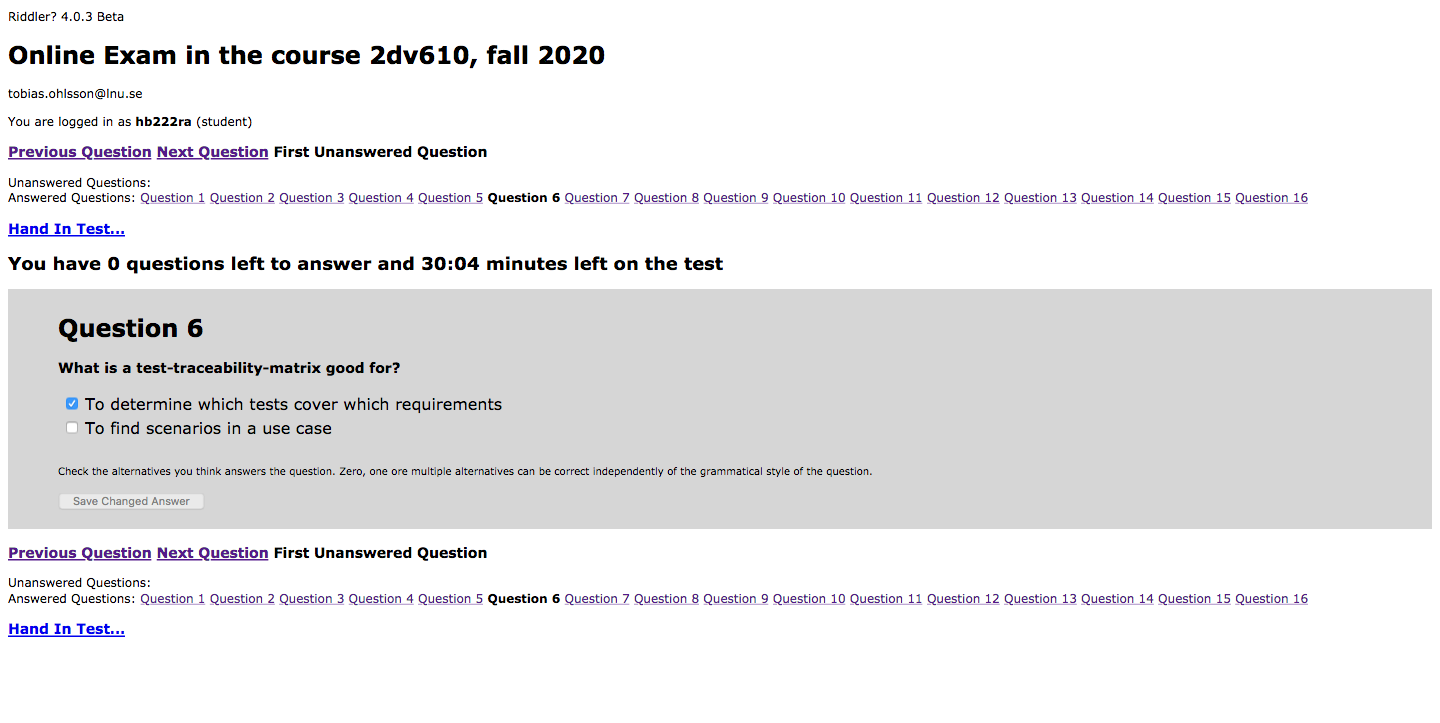 Riddler? 4.0.3 Beta
Online Exam in the course 2dv610, fall 2020
tobias.ohlsson@lnu.se
You are logged in as hb222ra (student)
Previous Question Next Question First Unanswered Question
Unanswered Questions:
Answered Questions: Question 1 Question 2 Question 3 Question 4 Question 5 Question 6 Question 7 Question 8 Question 9 Question 10 Question 11 Question 12 Question 13 Question 14 Question 15 Question 16
Hand In Test...
You have 0 questions left to answer and 30:04 minutes left on the test
Question 6
What is a test-traceability-matrix good for?
To determine which tests cover which requirements
To find scenarios in a use case
Check the alternatives you think answers the question. Zero, one ore multiple alternatives can be correct independently of the grammatical style of the question.
Save Changed Answer
Previous Question Next Question First Unanswered Question
Unanswered Questions:
Answered Questions: Question 1 Question 2 Question 3 Question 4 Question 5 Question 6 Question 7 Question 8 Question 9 Question 10 Question 11 Question 12 Question 13 Question 14 Question 15 Question 16
Hand In Test...